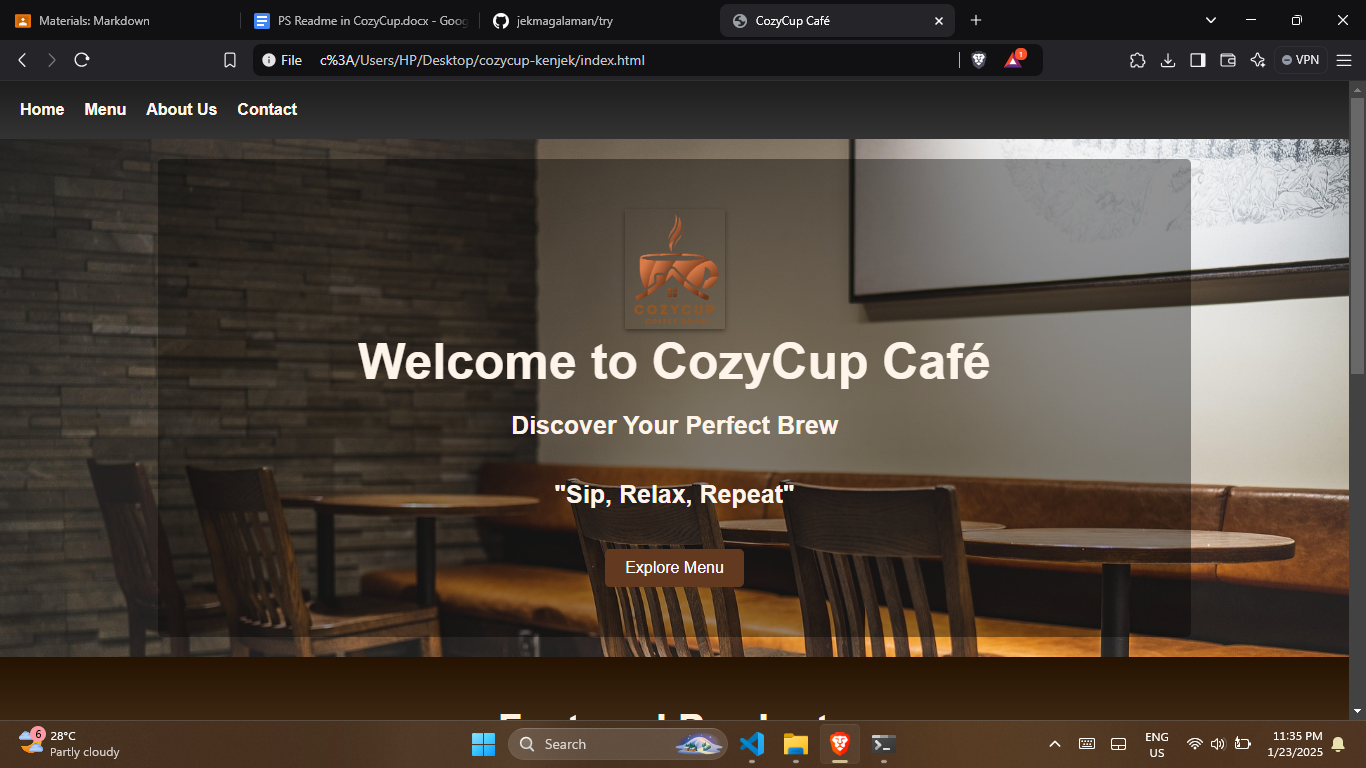 Materials: Markdown
PS Readme in CozyCup.docx - Goog
jekmagalaman/try
CozyCup Café
File
c%3A/Users/HP/Desktop/cozycup-kenjek/index.html
1
VPN
Home Menu About Us Contact
COZYCUP
Welcome to CozyCup Café
Discover Your Perfect Brew
"Sip, Relax, Repeat"
Explore Menu
6
28°C
Partly cloudy
Search
ENG
US
11:35 PM
1/23/2025